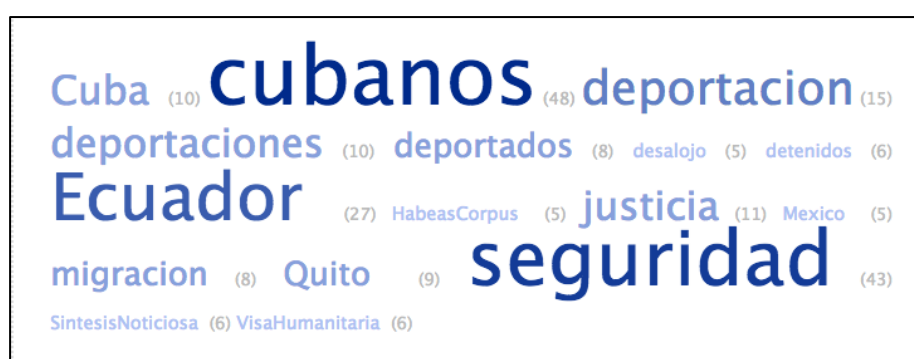 Cuba (10) cubanos (48) deportacion (15)
deportaciones (10) deportados (8) desalojo (5) detenidos (6)
Ecuador (27) HabeasCorpus (5) justicia (11) Mexico (5)
migracion (8) Quito (9) seguridad (43)
SintesisNoticiosa (6) VisaHumanitaria (6)